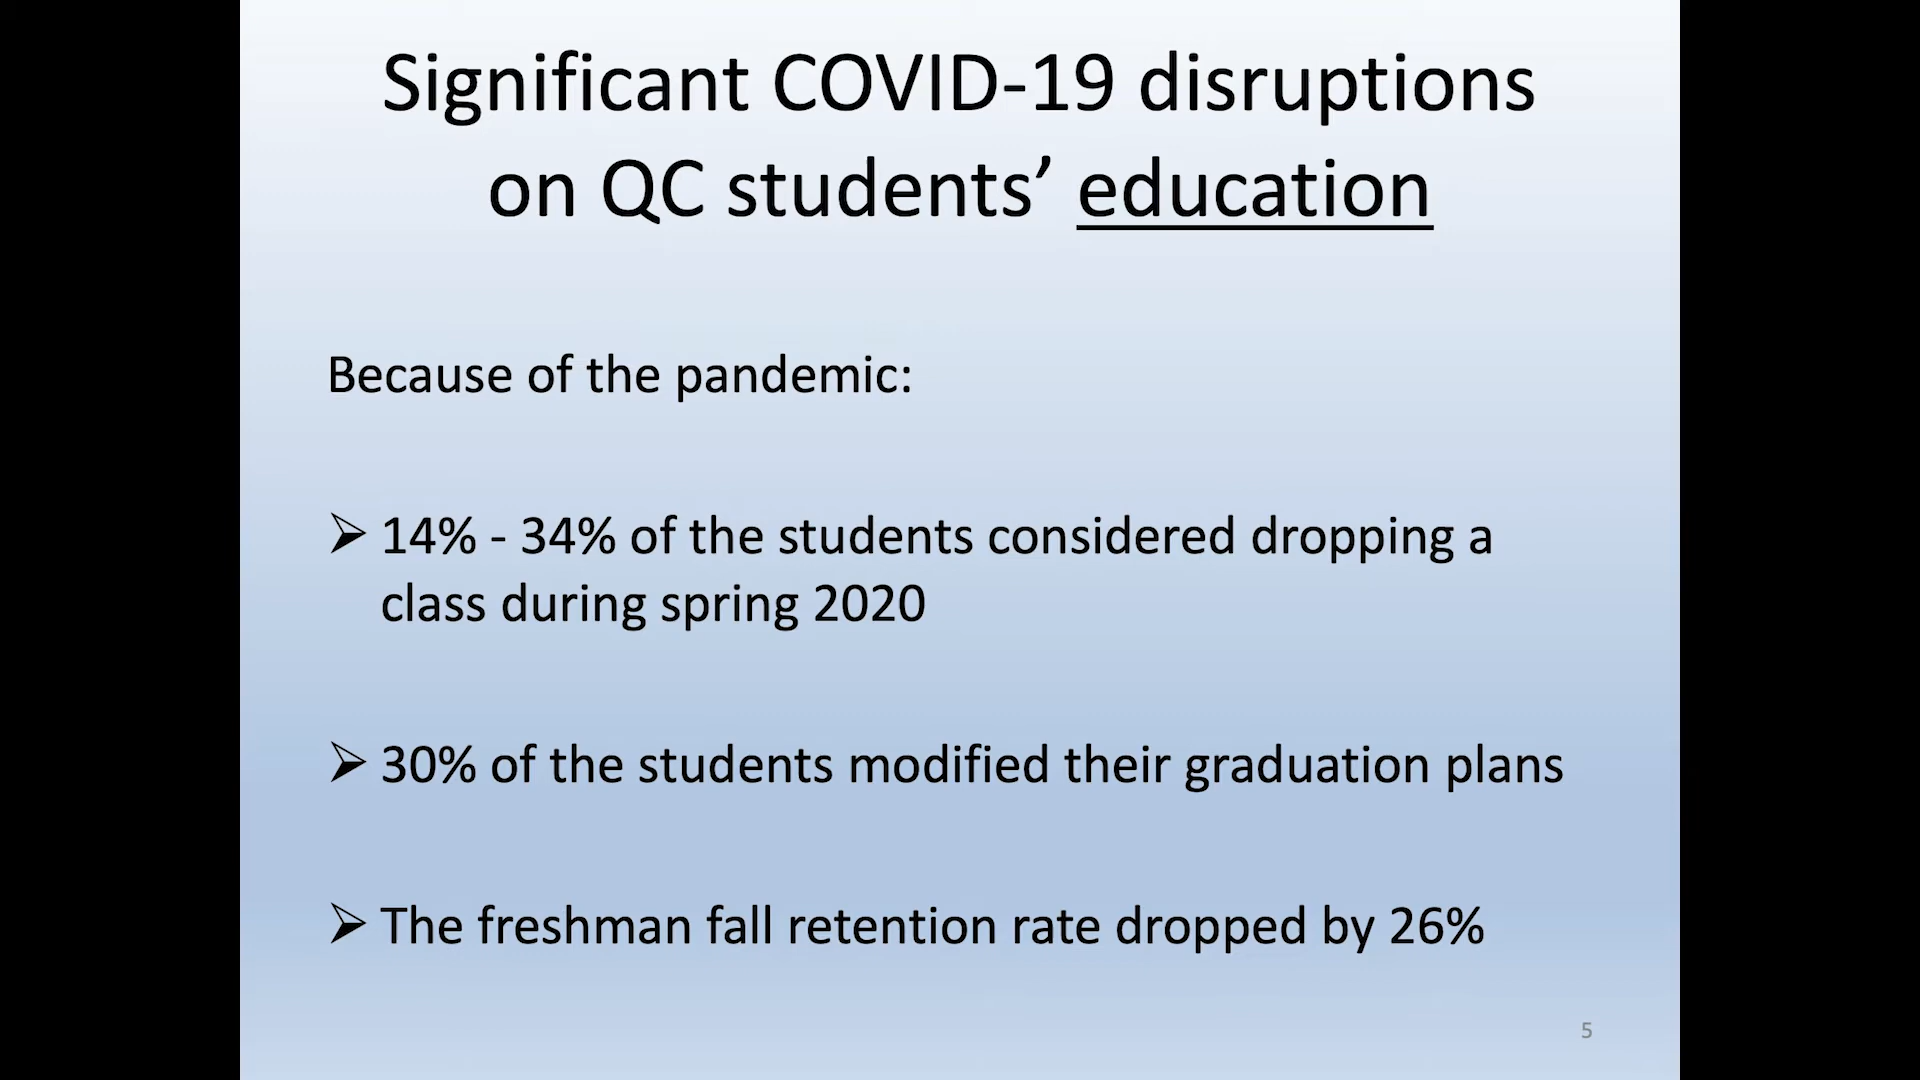 Significant COVID-19 disruptions
on QC students’ education
Because of the pandemic:
➢ 14% - 34% of the students considered dropping a
class during spring 2020
➢ 30% of the students modified their graduation plans
➢ The freshman fall retention rate dropped by 26%
5